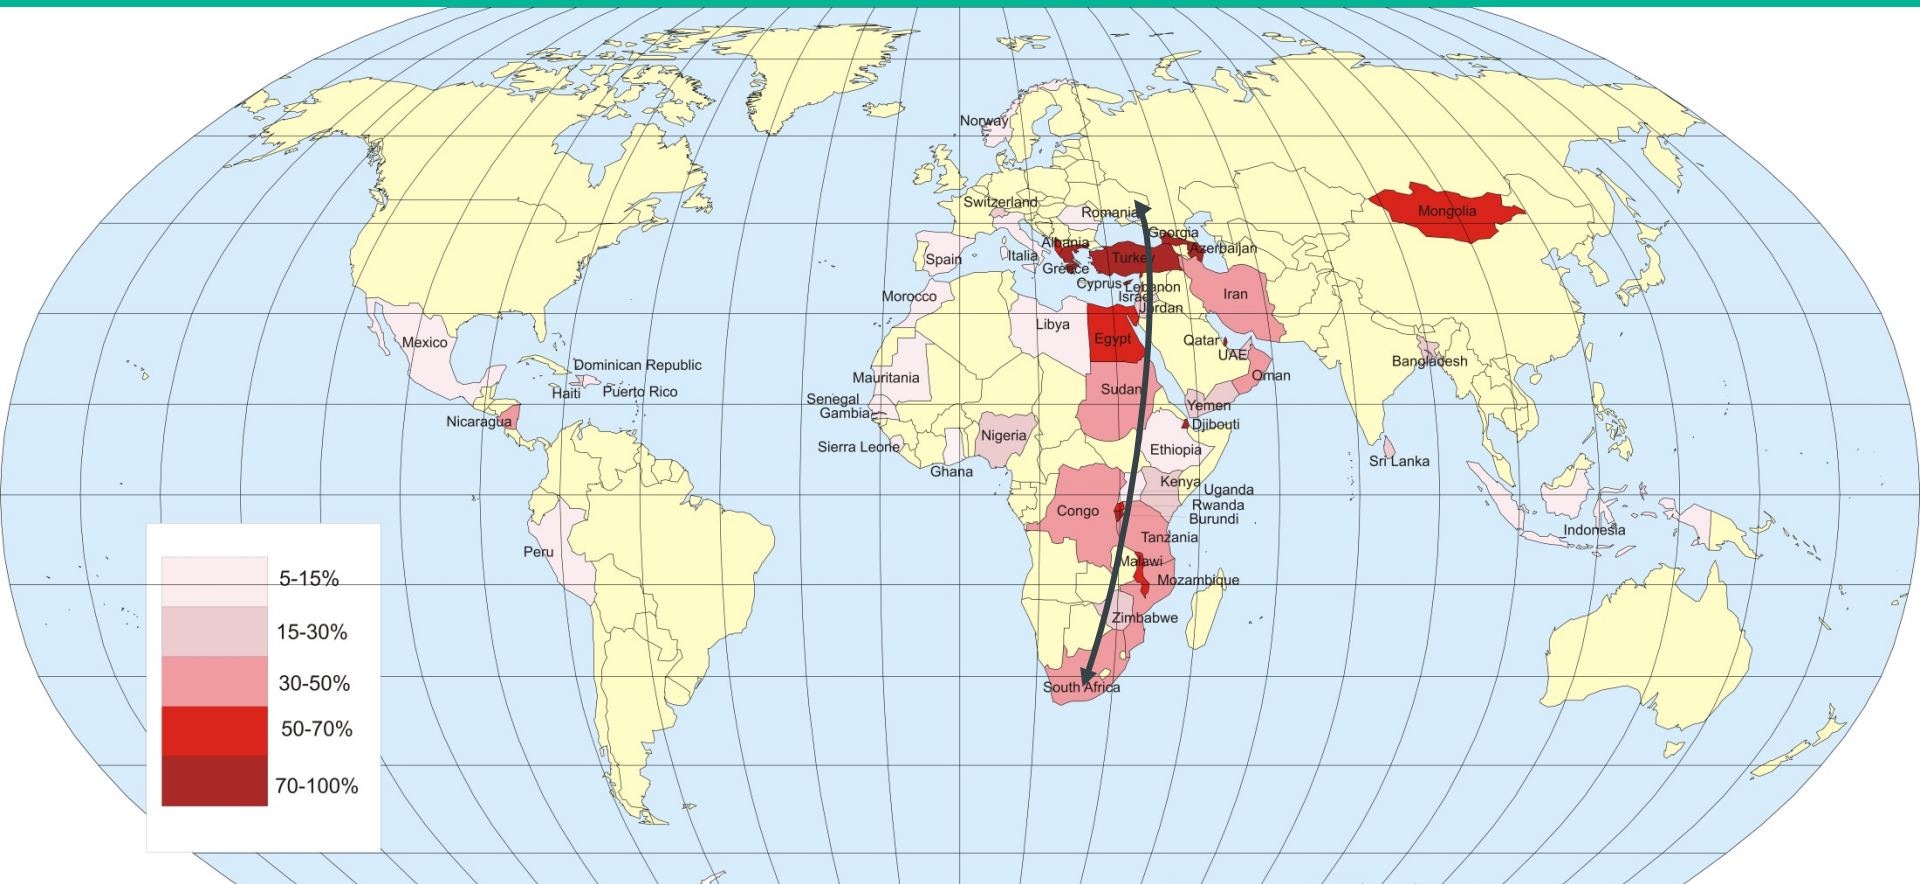 Norway
Switzerland
Romania
Mongolia
Georgia
Albania
Azerbaijan
Spain
Italia
Turkey
Greece
Cyprus
Lebanon
Israel
Iran
Morocco
Jordan
Libya
Egypt
Mexico
Qatar
UAE
Bangladesh
Dominican Republic
Mauritania
Oman
Haiti
Puerto Rico
Sudan
Senegal
Yemen
Gambia
Nicaragua
Djibouti
Nigeria
Sierra Leone
Ethiopia
Sri Lanka
Ghana
Kenya
Uganda
Rwanda
Congo
Burundi
Indonesia
Tanzania
Peru
Malawi
Mozambique
Zimbabwe
South Africa
5-15%
15-30%
30-50%
50-70%
70-100%